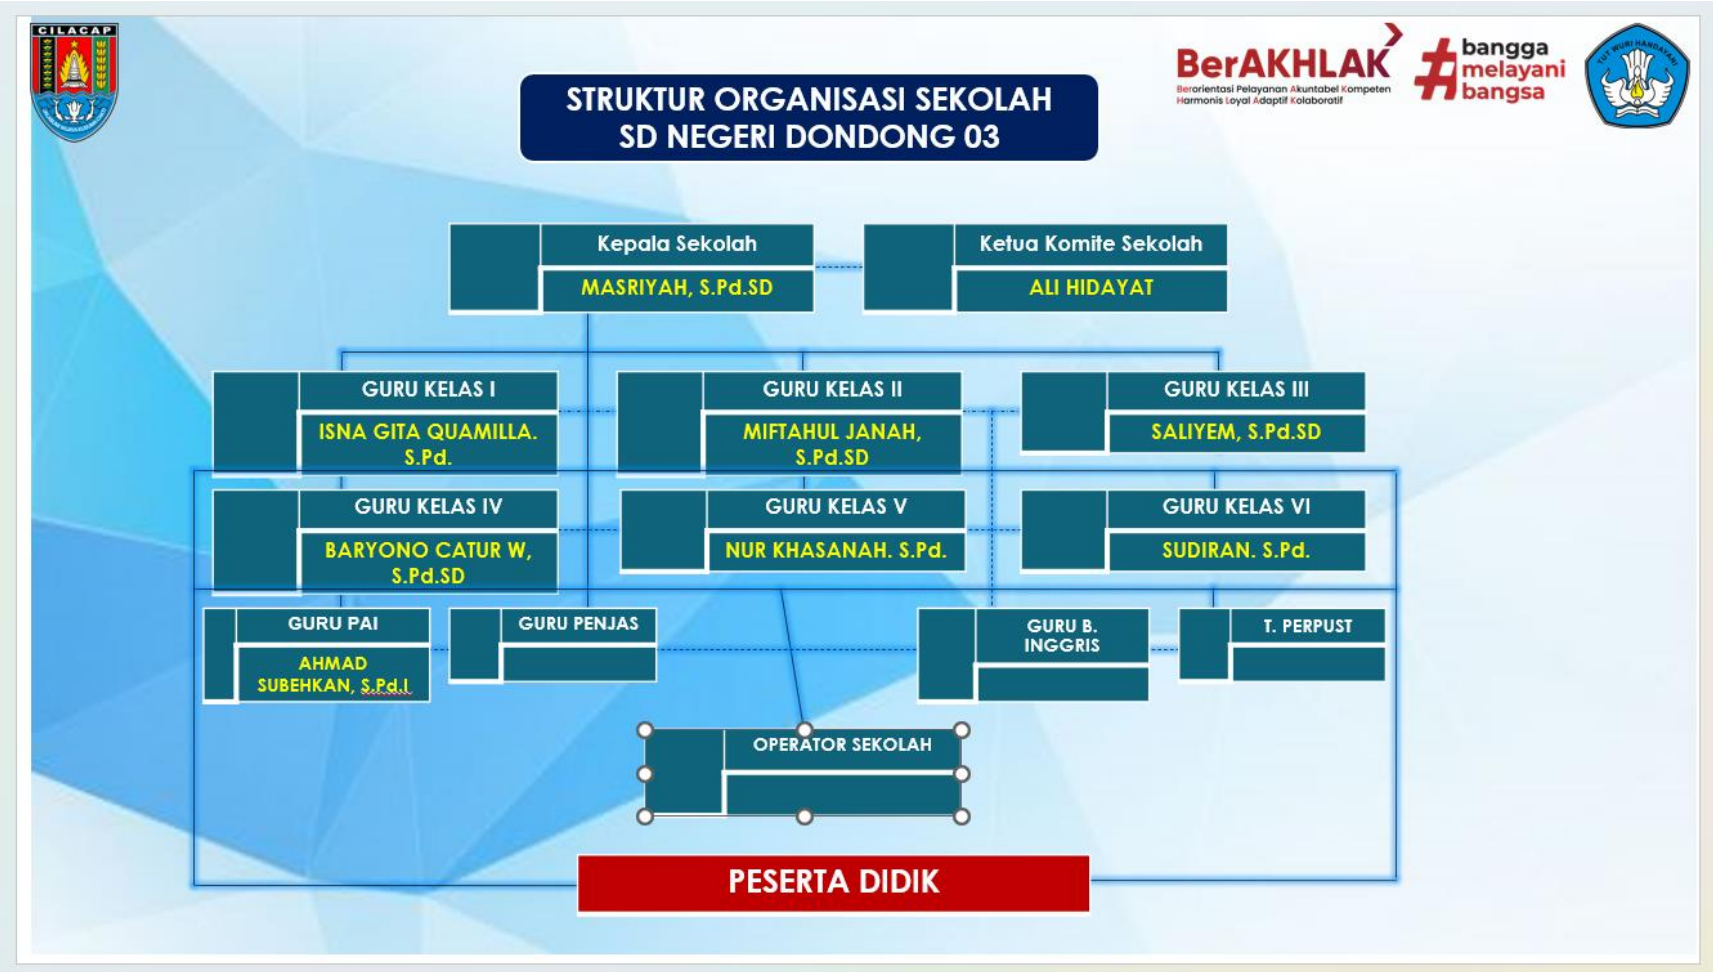 CILACAP
BerAKHLAK
Berorientasi Pelayanan Akuntabel Kompeten
Harmonis Loyal Adaptif Kolaboratif
#
bangga
melayani
bangsa
TUT WURI HANDAYANI
STRUKTUR ORGANISASI SEKOLAH
SD NEGERI DONDONG 03
Kepala Sekolah
MASRIYAH, S.Pd.SD
Ketua Komite Sekolah
ALI HIDAYAT
GURU KELAS I
ISNA GITA QUAMILLA.
S.Pd.
GURU KELAS II
MIFTAHUL JANAH,
S.Pd.SD
GURU KELAS III
SALIYEM, S.Pd.SD
GURU KELAS IV
BARYONO CATUR W,
S.Pd.SD
GURU KELAS V
NUR KHASANAH. S.Pd.
GURU KELAS VI
SUDIRAN. S.Pd.
GURU PAI
AHMAD
SUBEHKAN, S.Pd.I.
GURU PENJAS
GURU B.
INGGRIS
T. PERPUST
OPERATOR SEKOLAH
PESERTA DIDIK